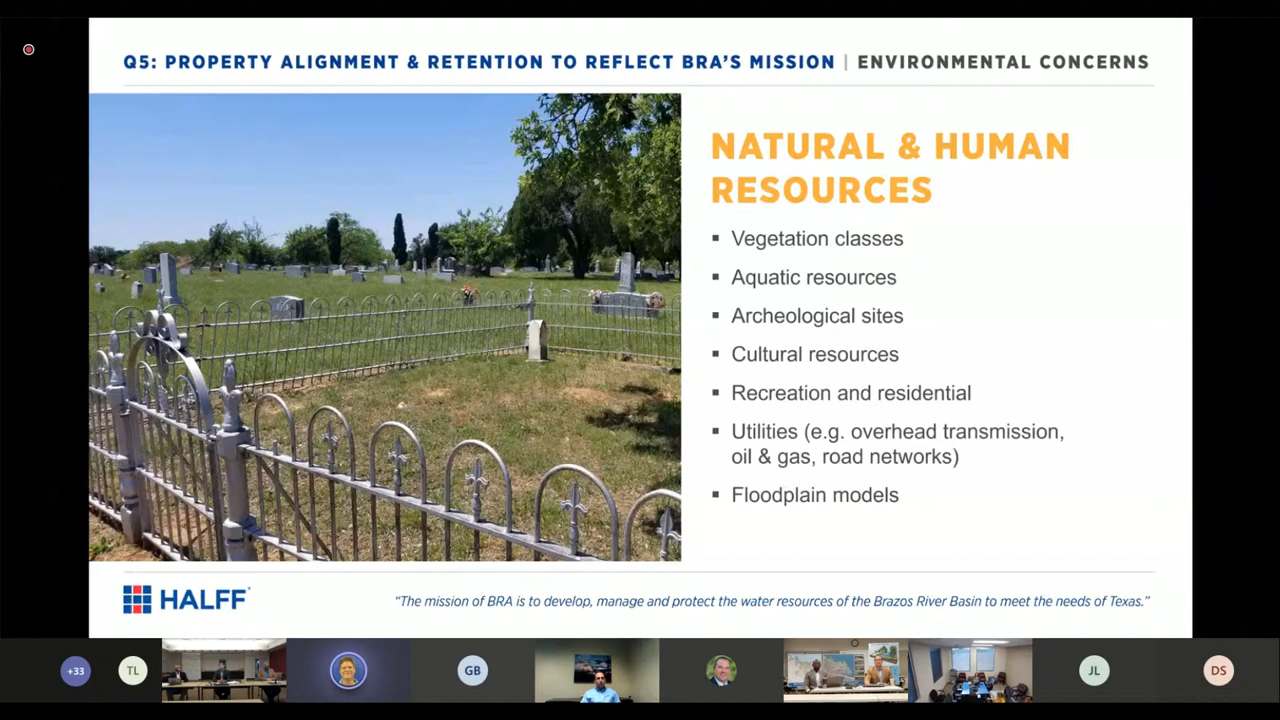 Q5: PROPERTY ALIGNMENT & RETENTION TO REFLECT BRA'S MISSION | ENVIRONMENTAL CONCERNS
NATURAL & HUMAN
RESOURCES
▪ Vegetation classes
▪ Aquatic resources
▪ Archeological sites
▪ Cultural resources
▪ Recreation and residential
▪ Utilities (e.g. overhead transmission,
oil & gas, road networks)
▪ Floodplain models
HALFF
“The mission of BRA is to develop, manage and protect the water resources of the Brazos River Basin to meet the needs of Texas.”
+33
TL
GB
JL
DS